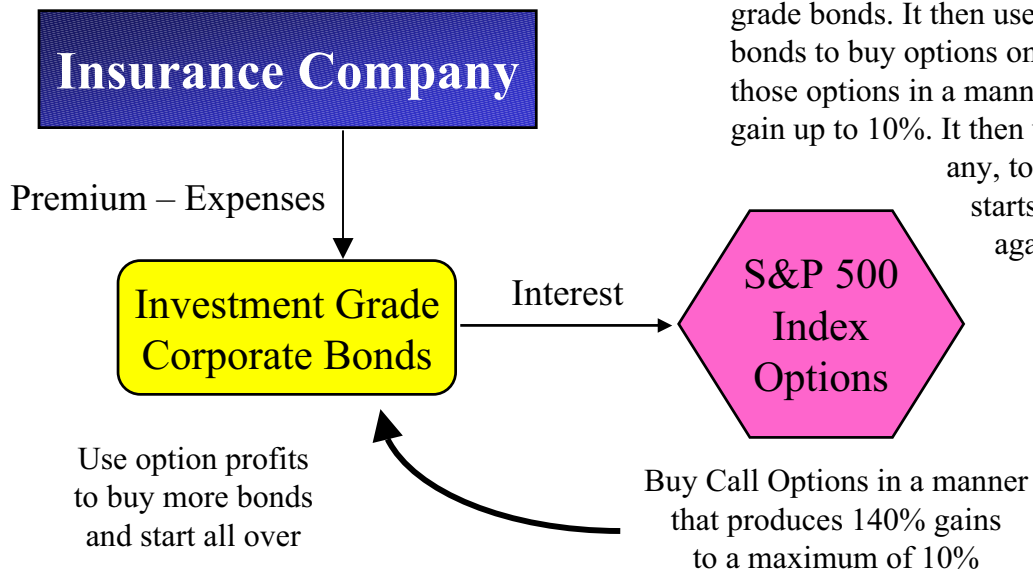 grade bonds. It then use
bonds to buy options on
those options in a mann
gain up to 10%. It then
any, to
starts
aga
Insurance Company
Premium – Expenses
Investment Grade
Corporate Bonds
Interest
S&P 500
Index
Options
Use option profits
to buy more bonds
and start all over
Buy Call Options in a manner
that produces 140% gains
to a maximum of 10%